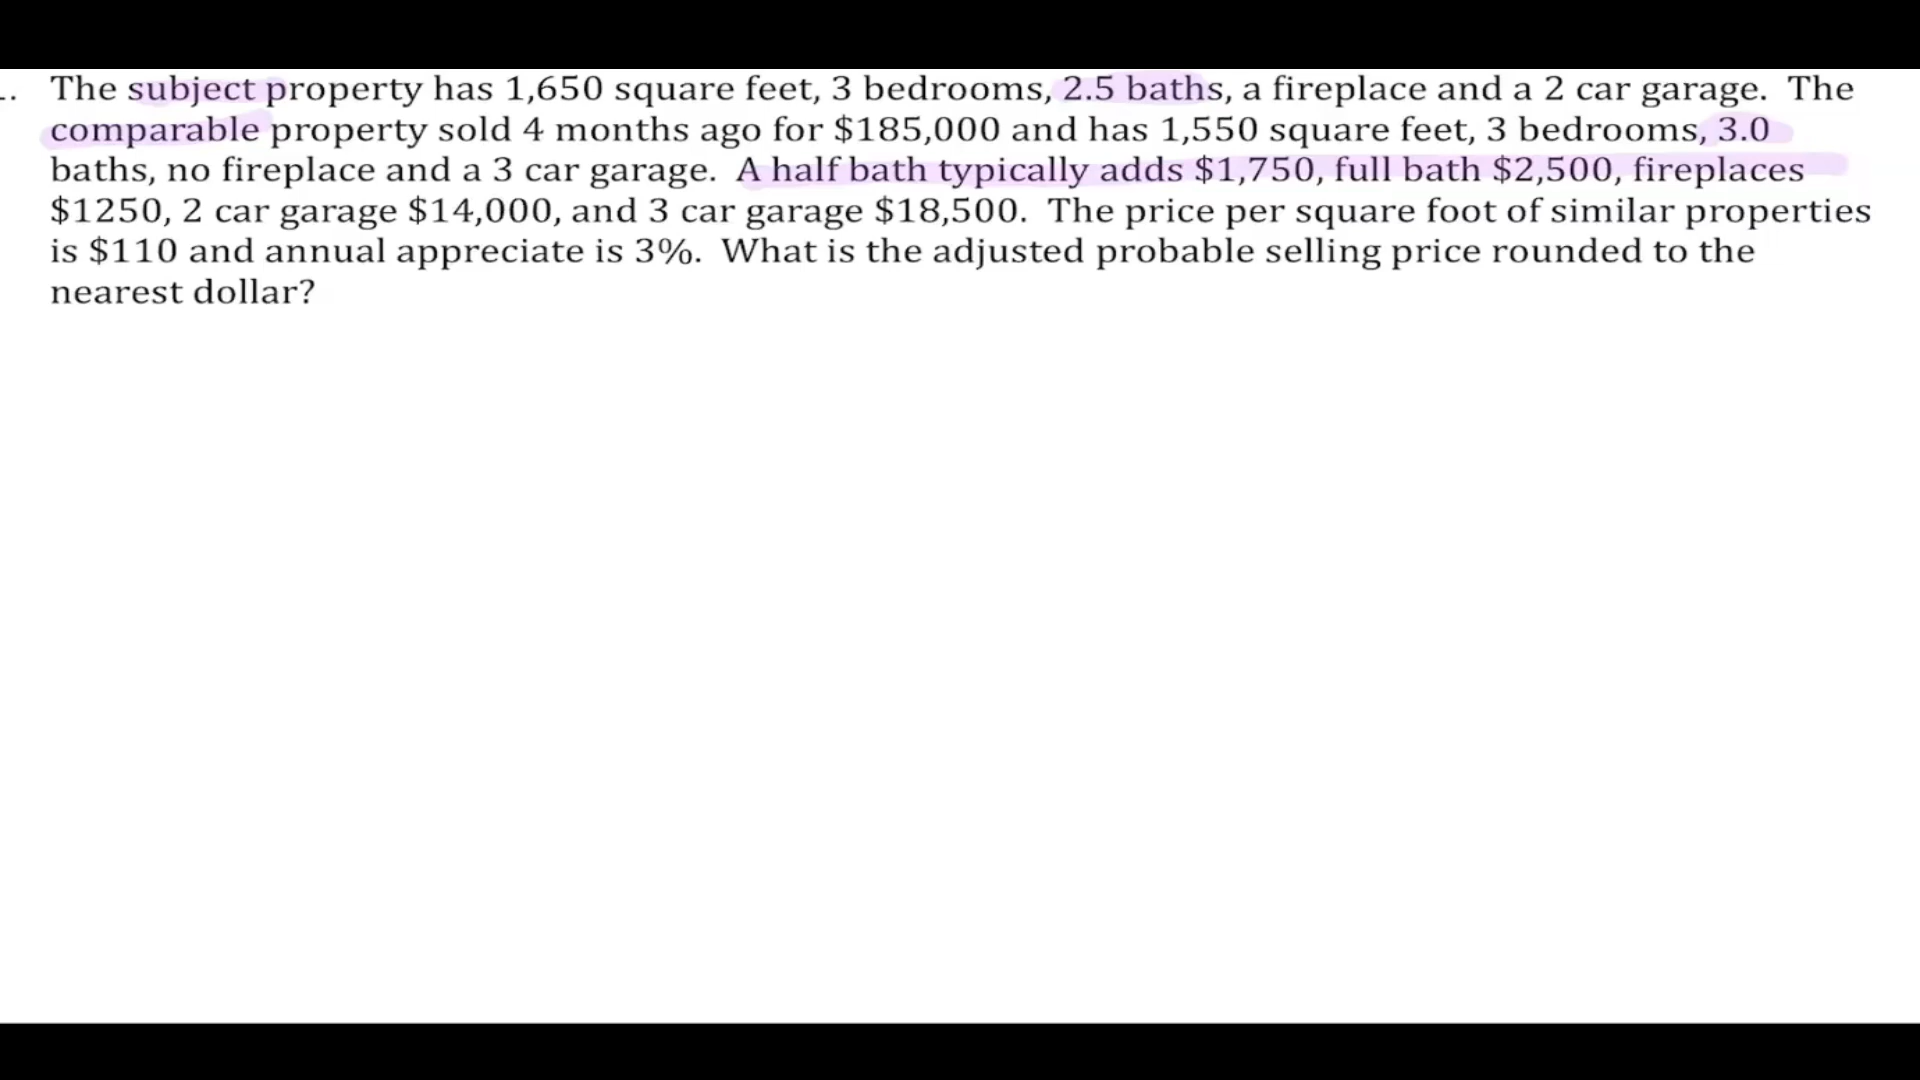 . The subject property has 1,650 square feet, 3 bedrooms, 2.5 baths, a fireplace and a 2 car garage. The
comparable property sold 4 months ago for $185,000 and has 1,550 square feet, 3 bedrooms, 3.0
baths, no fireplace and a 3 car garage. A half bath typically adds $1,750, full bath $2,500, fireplaces
$1250, 2 car garage $14,000, and 3 car garage $18,500. The price per square foot of similar properties
is $110 and annual appreciate is 3%. What is the adjusted probable selling price rounded to the
nearest dollar?